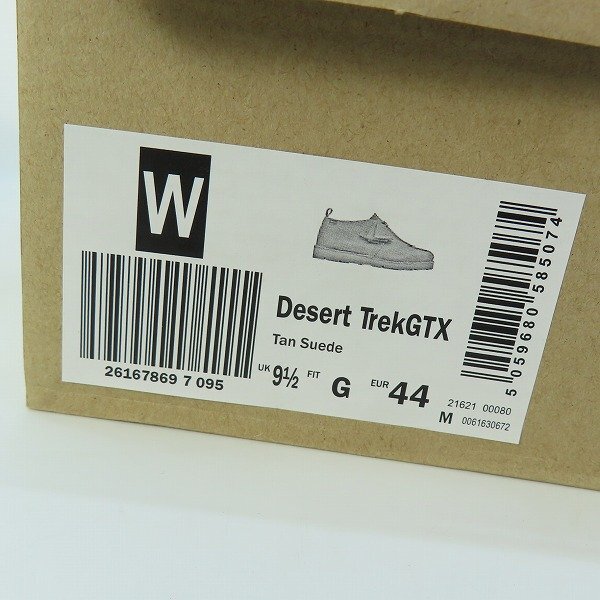 W
Desert TrekGTX
Tan Suede
26167869 7 095
UK 9½ FIT G EUR 44
21621 00080
M 0061630672
5 059680 585074